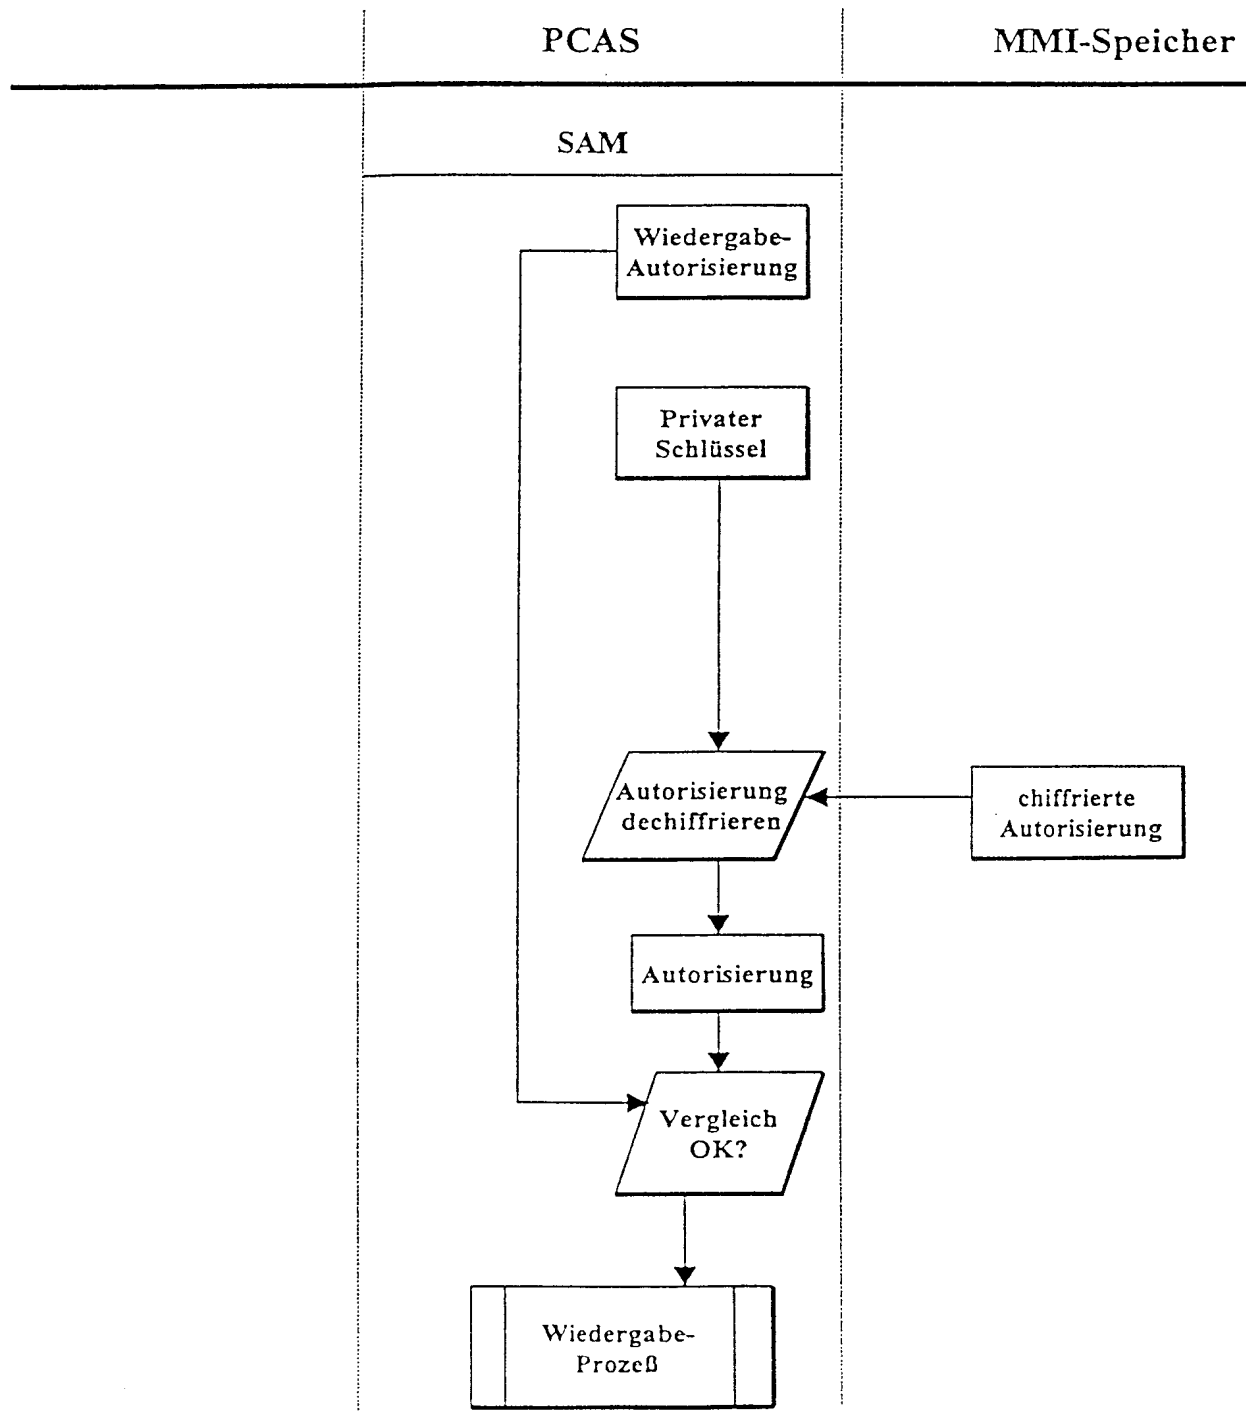 PCAS
MMI-Speicher
SAM
Wiedergabe-
Autorisierung
Privater
Schlüssel
Autorisierung
dechiffrieren
chiffrierte
Autorisierung
Autorisierung
Vergleich
OK?
Wiedergabe-
Prozeß